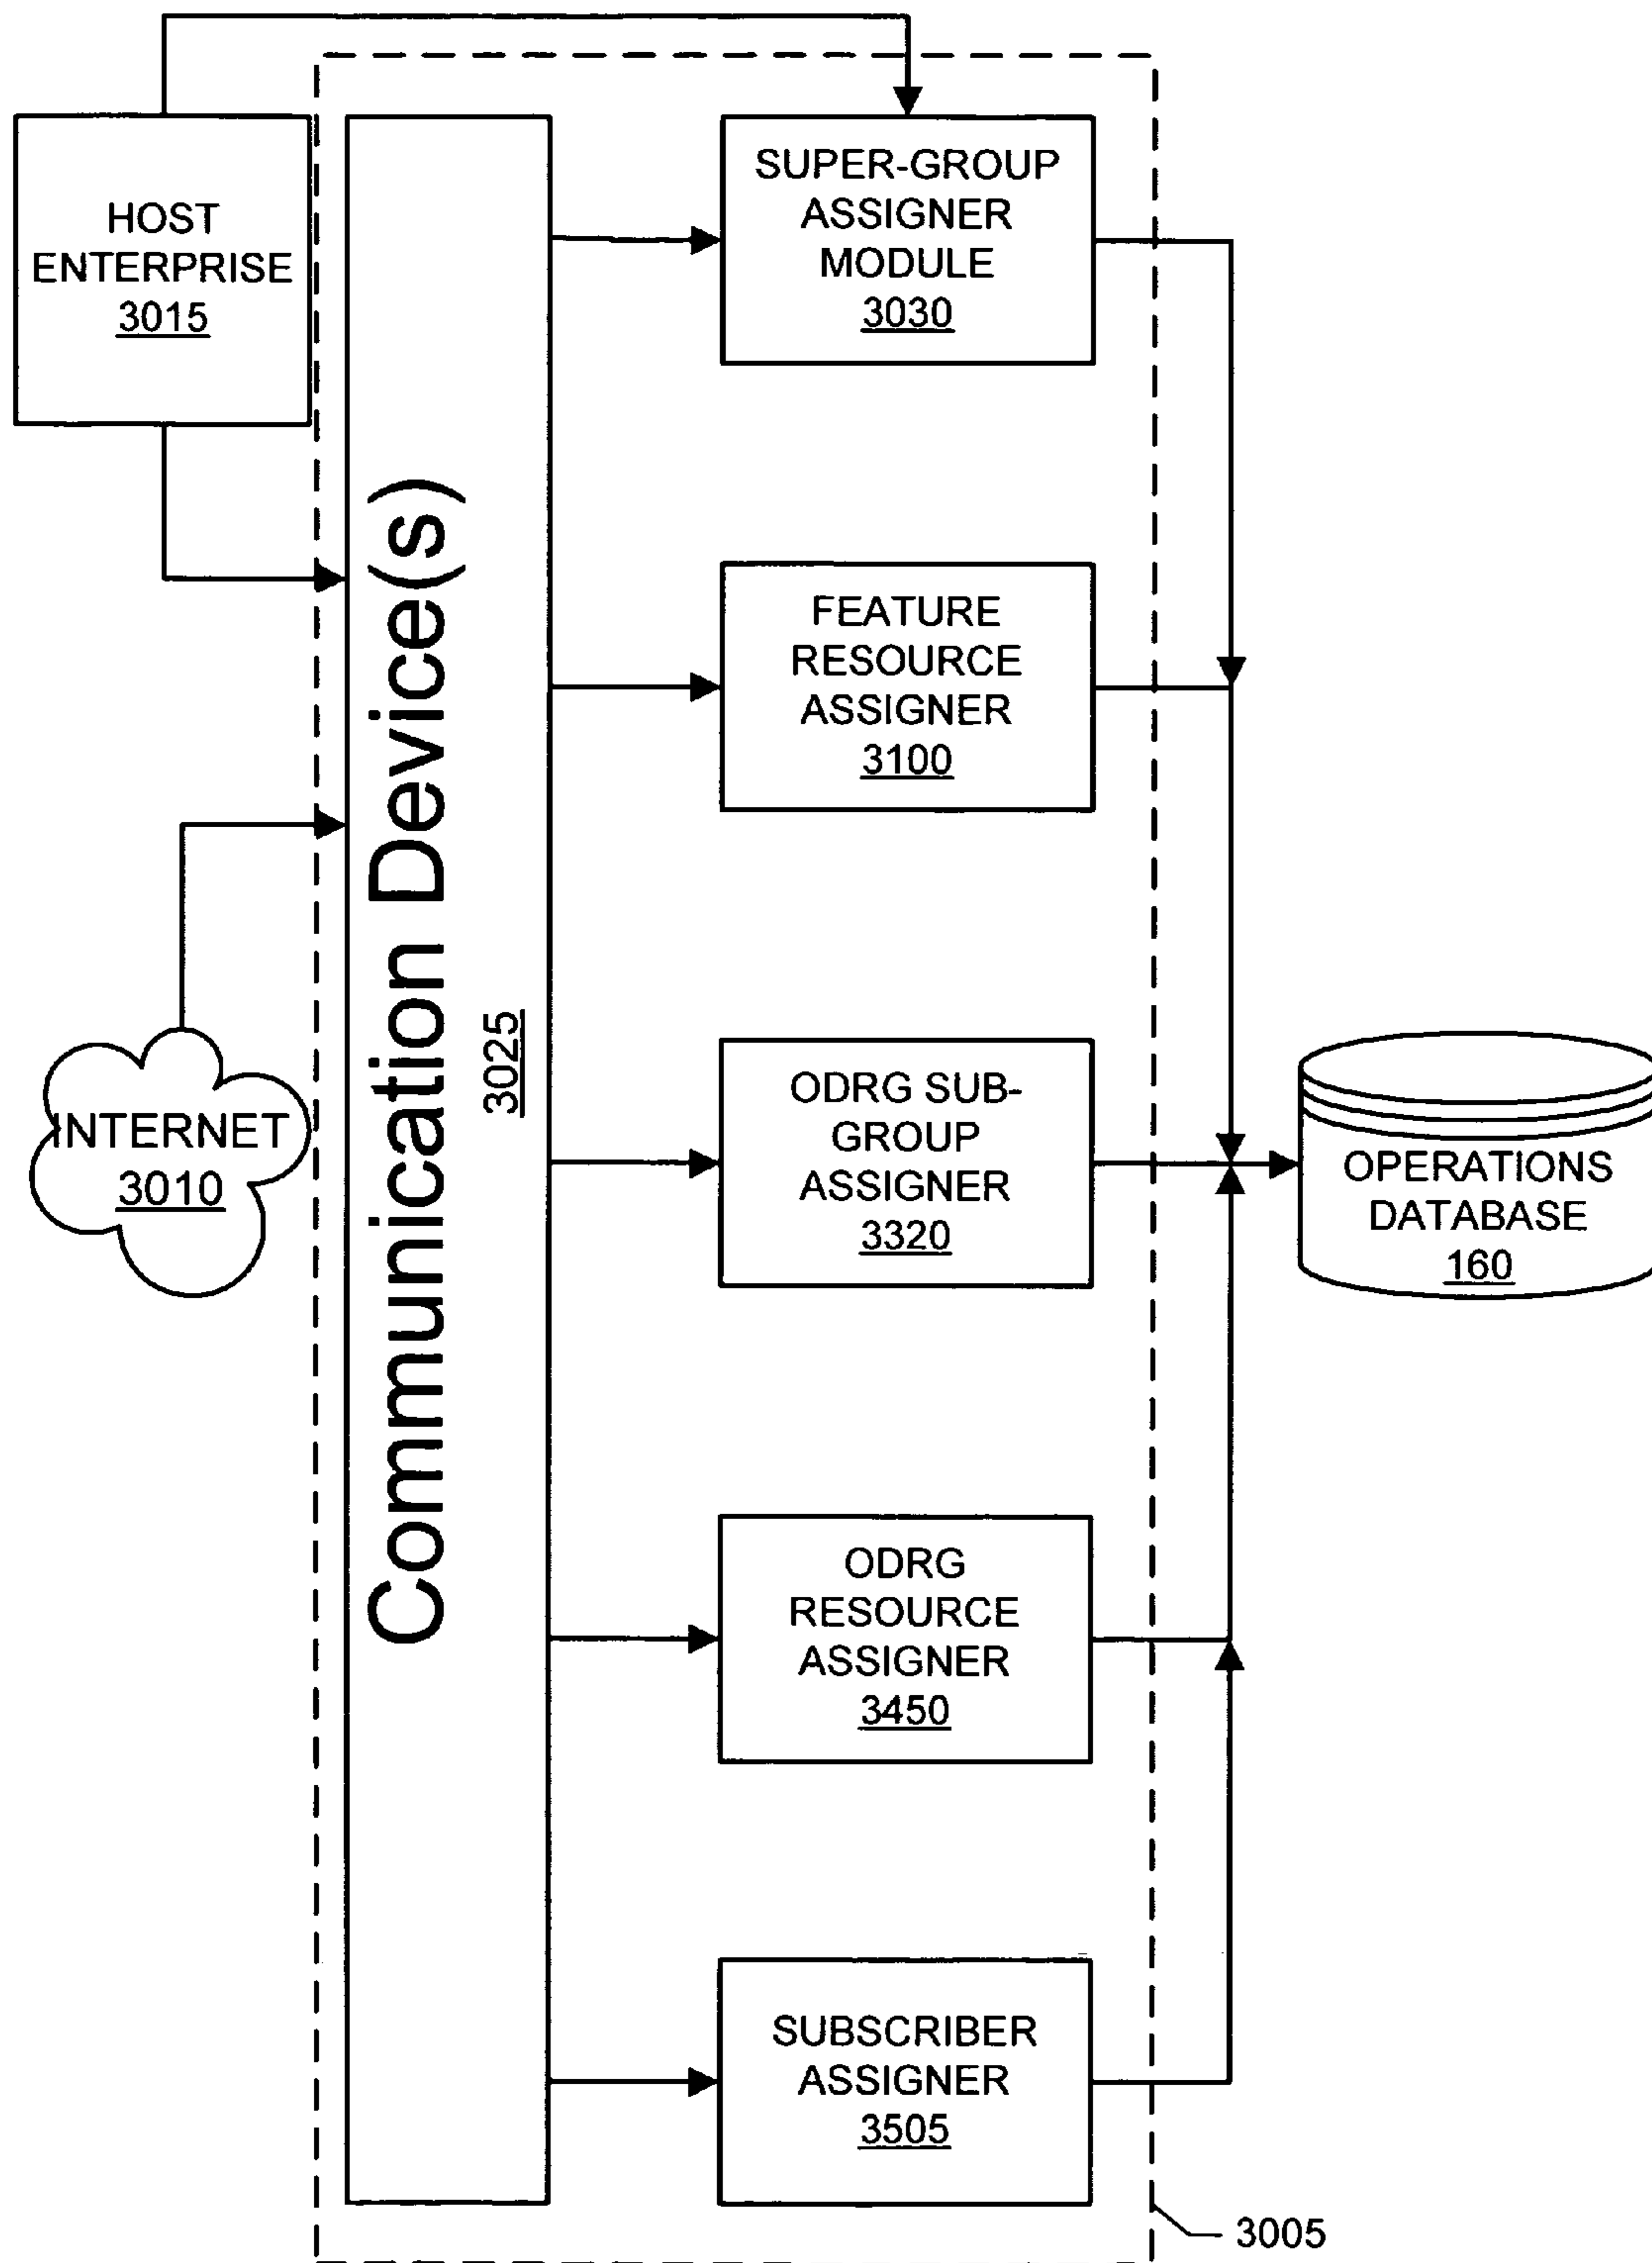 HOST
ENTERPRISE
3015
INTERNET
3010
Communication Device(s)
3025
SUPER-GROUP
ASSIGNER
MODULE
3030
FEATURE
RESOURCE
ASSIGNER
3100
ODRG SUB-
GROUP
ASSIGNER
3320
ODRG
RESOURCE
ASSIGNER
3450
SUBSCRIBER
ASSIGNER
3505
OPERATIONS
DATABASE
160
3005